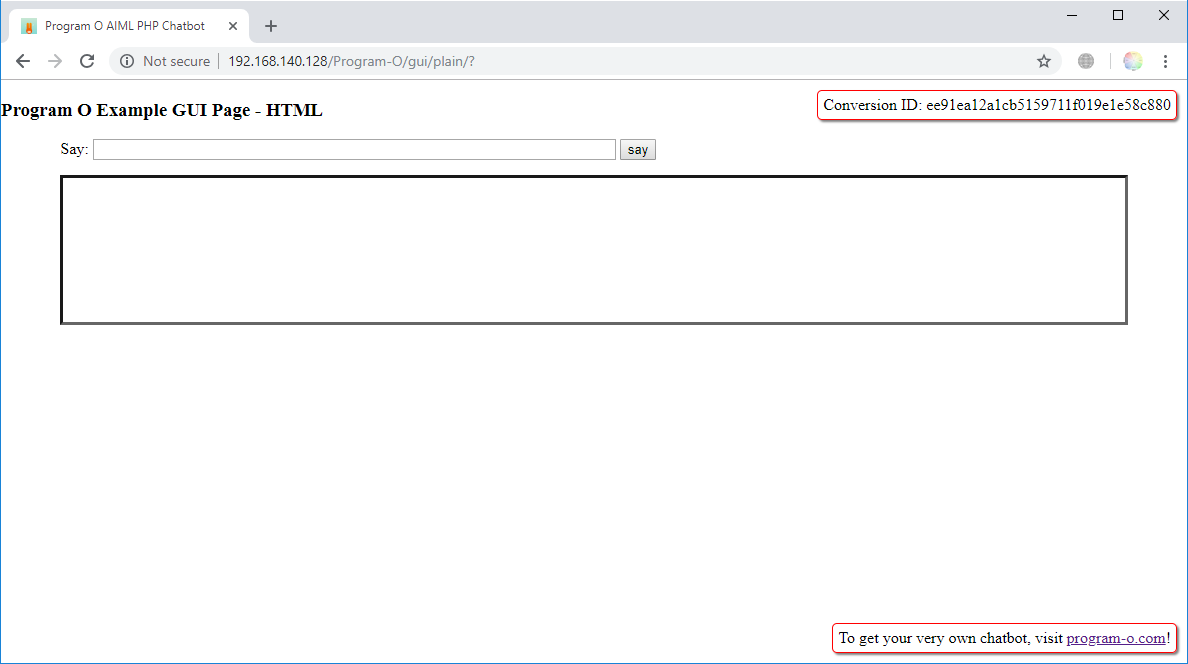 Program O AIML PHP Chatbot
Not secure | 192.168.140.128/Program-O/gui/plain/?
Conversion ID: ee91ea12a1cb5159711f019e1e58c880
Program O Example GUI Page - HTML
Say: say
To get your very own chatbot, visit program-o.com!